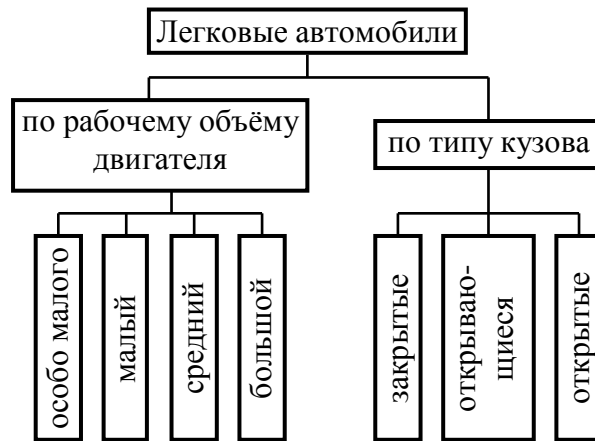 Легковые автомобили
по рабочему объёму
двигателя
по типу кузова
особо малого
малый
средний
большой
закрытые
открываю-
щиеся
открытые